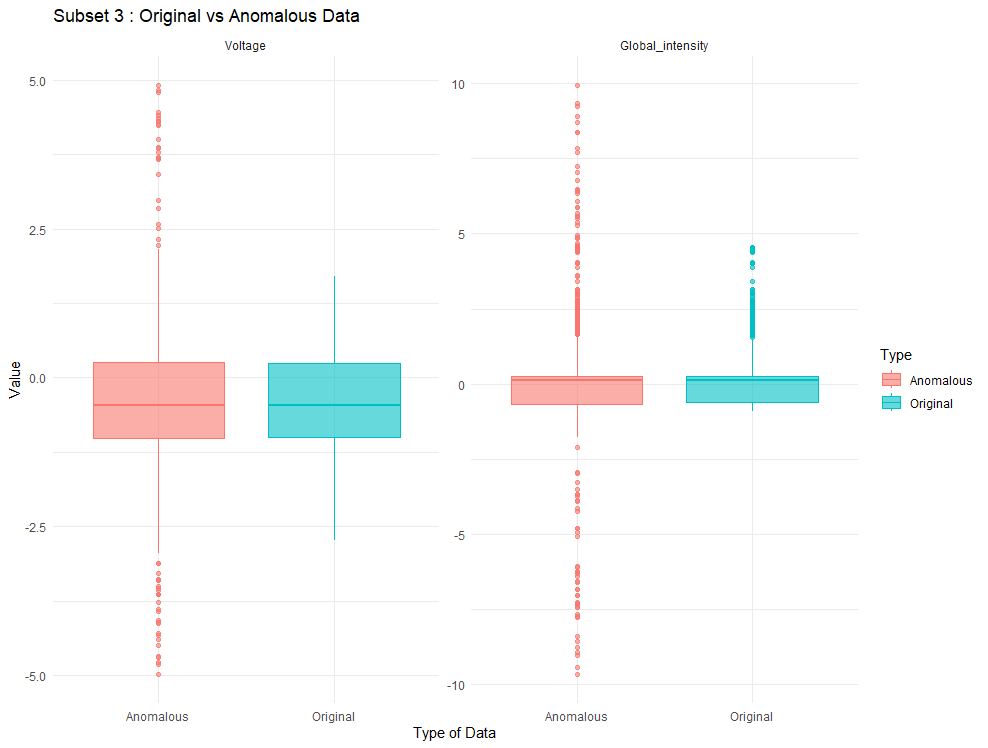 Subset 3 : Original vs Anomalous Data
Voltage
Global_intensity
5.0
2.5
0.0
-2.5
-5.0
10
5
0
-5
-10
Value
Anomalous
Original
Anomalous
Original
Type of Data
Type
Anomalous
Original